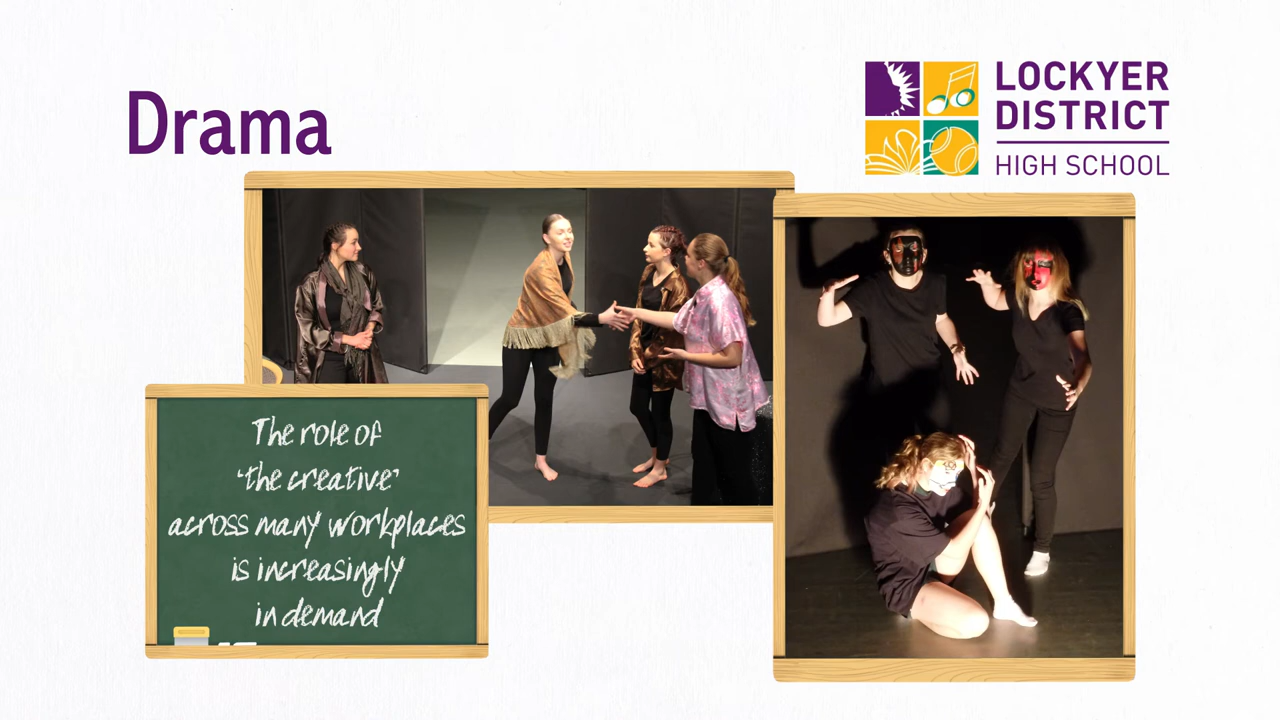 Drama
LOCKYER
DISTRICT
HIGH SCHOOL
The role of
'the creative'
across many workplaces
is increasingly
in demand